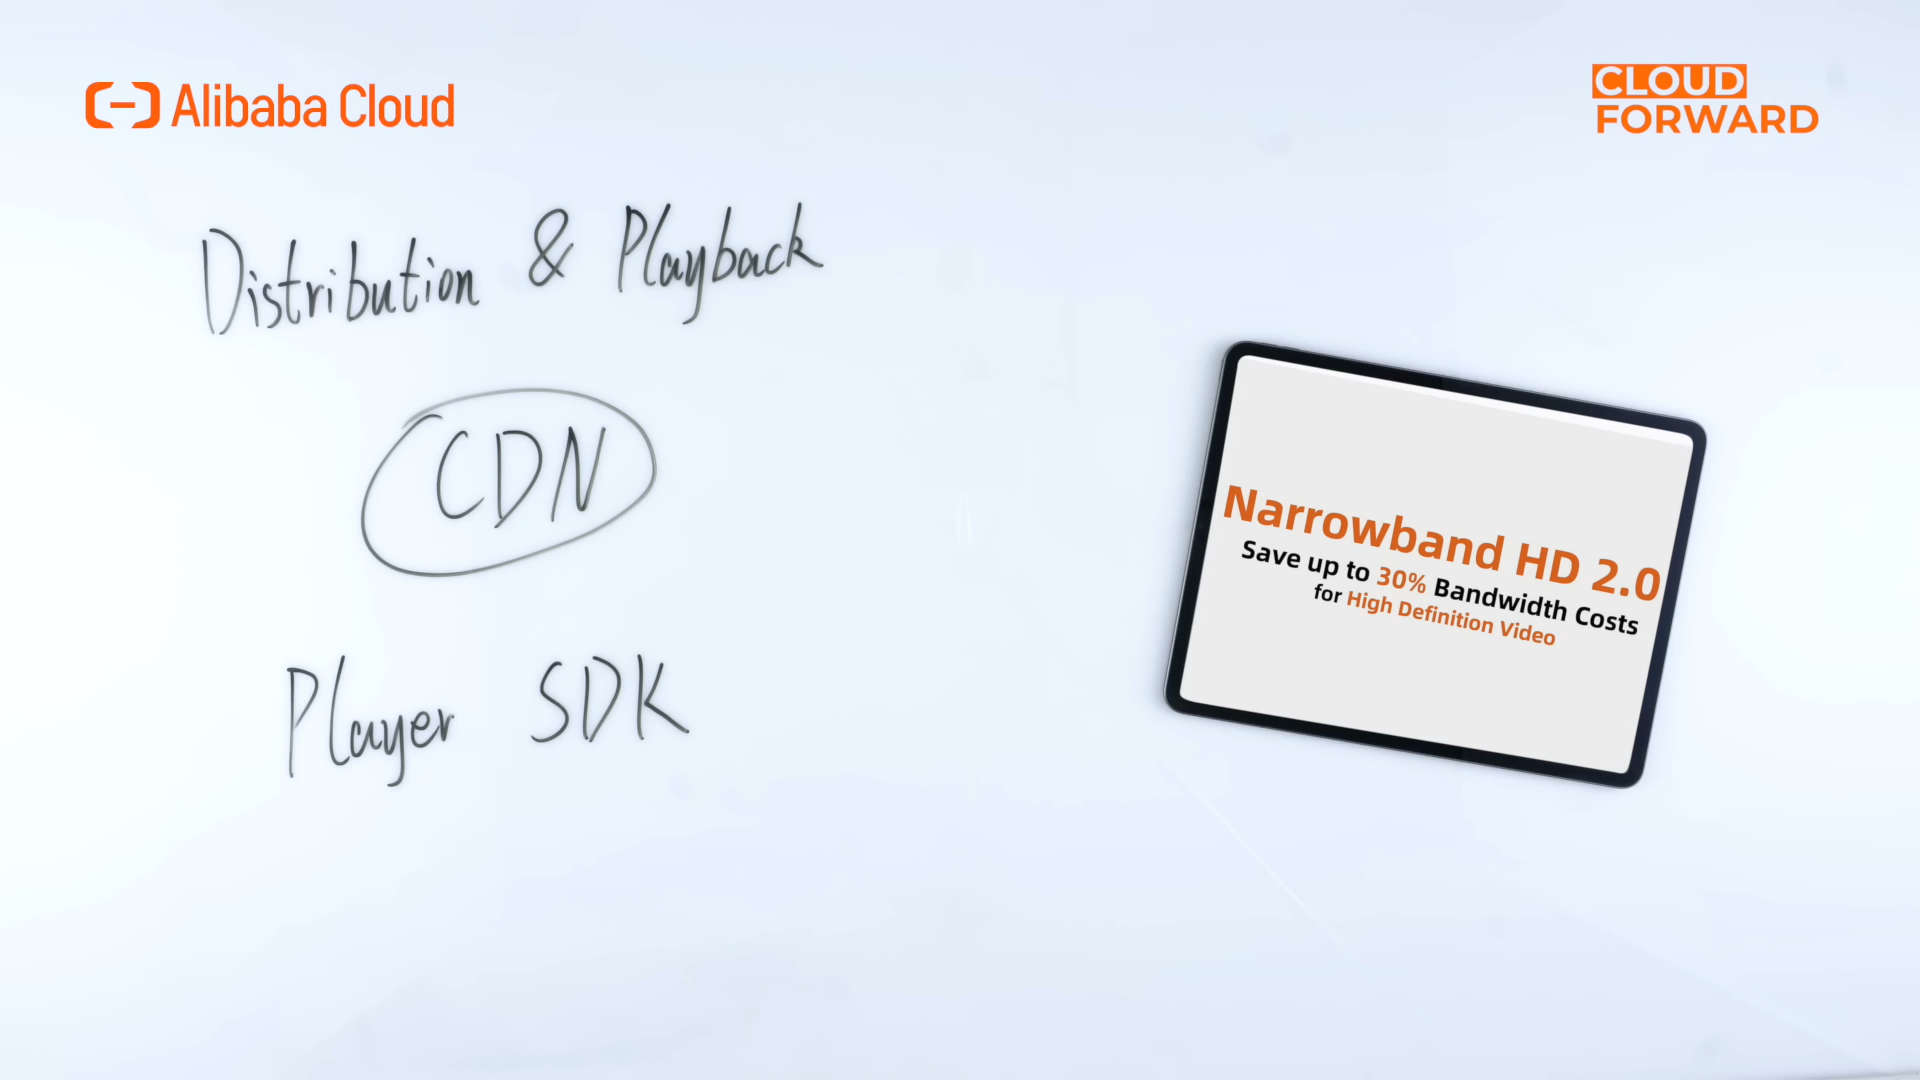 Alibaba Cloud
CLOUD
FORWARD
Distribution & Playback
CDN
Player SDK
Narrowband HD 2.0
Save up to 30% Bandwidth Costs
for High Definition Video